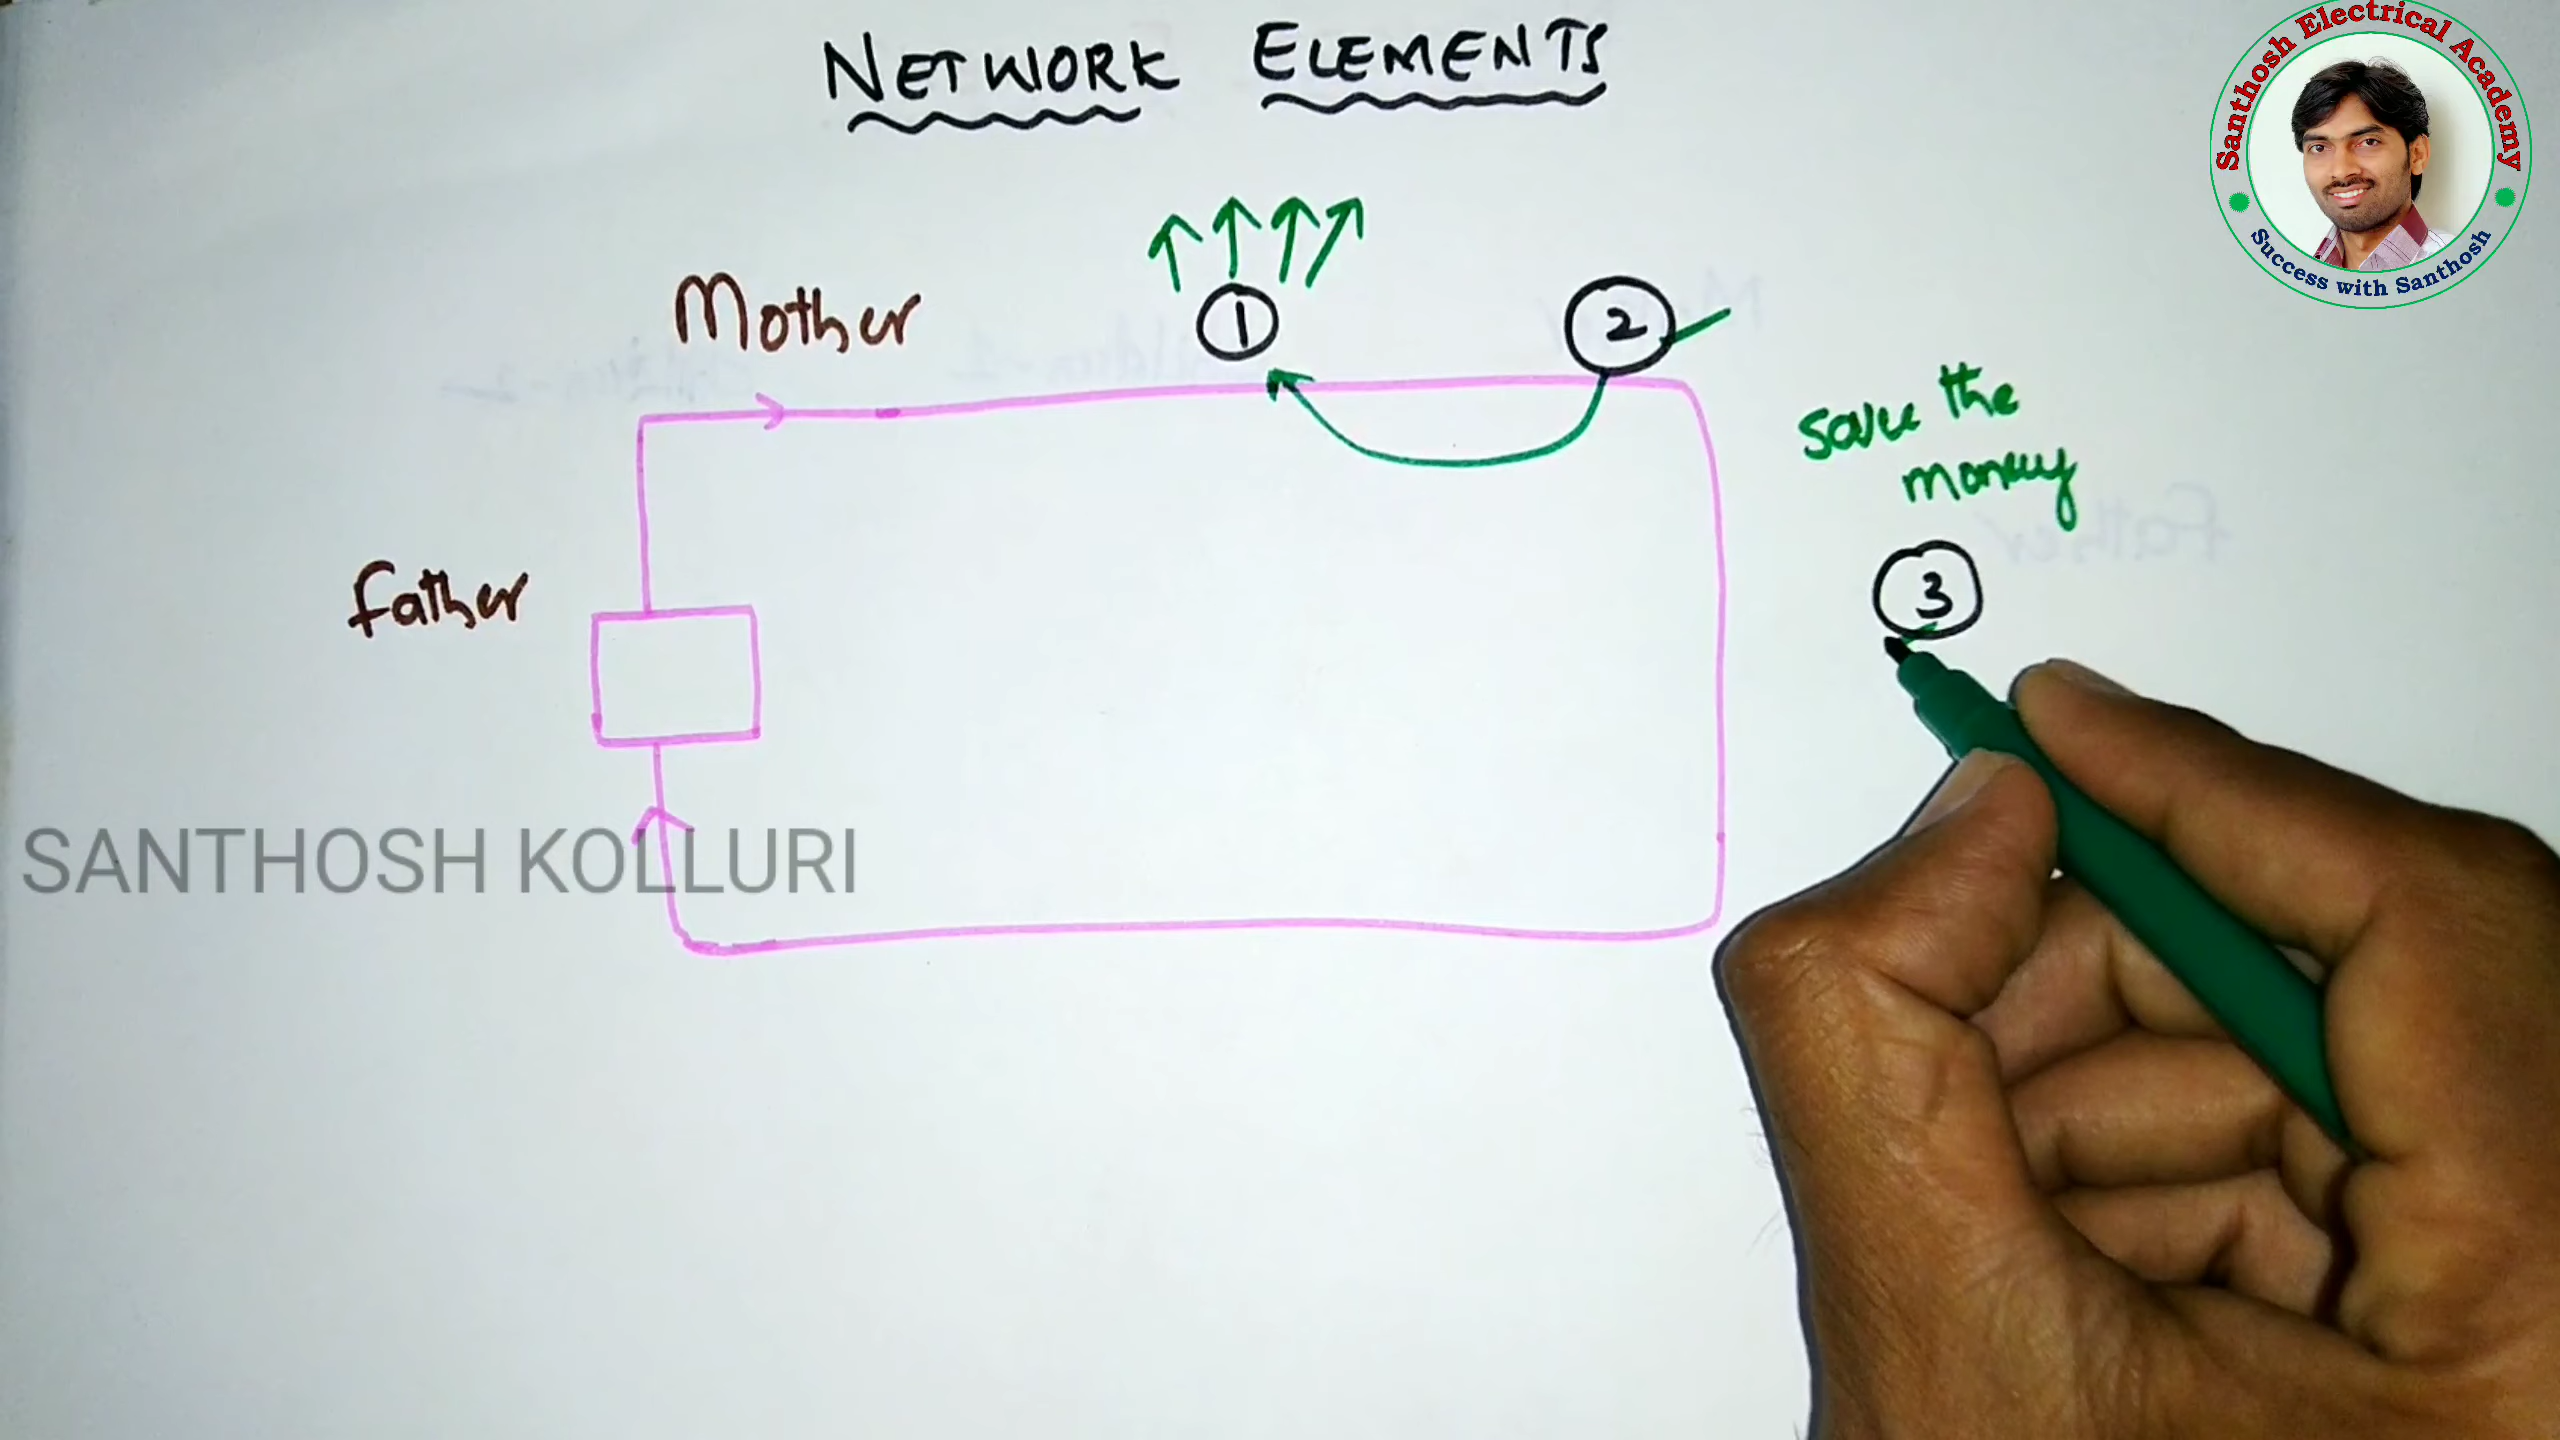 NETWORK ELEMENTS
Santhosh Electrical Academy
Success with Santhosh
Mother
1
2
save the
money
Father
3
SANTHOSH KOLLURI